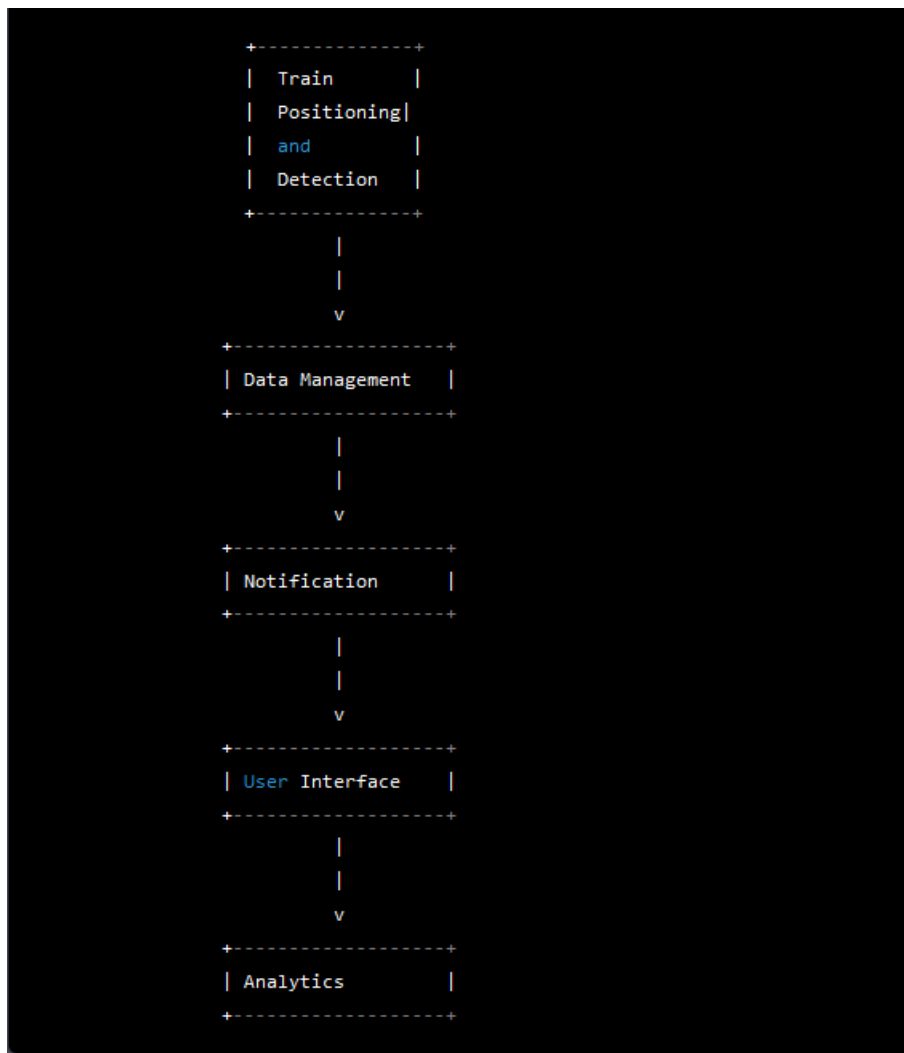 +---------------+
|  Train       |
|  Positioning|
|  and         |
|  Detection   |
+---------------+
|
|
v
+-------------------+
| Data Management   |
+-------------------+
|
|
v
+-------------------+
| Notification      |
+-------------------+
|
|
v
+-------------------+
| User Interface    |
+-------------------+
|
|
v
+-------------------+
| Analytics         |
+-------------------+